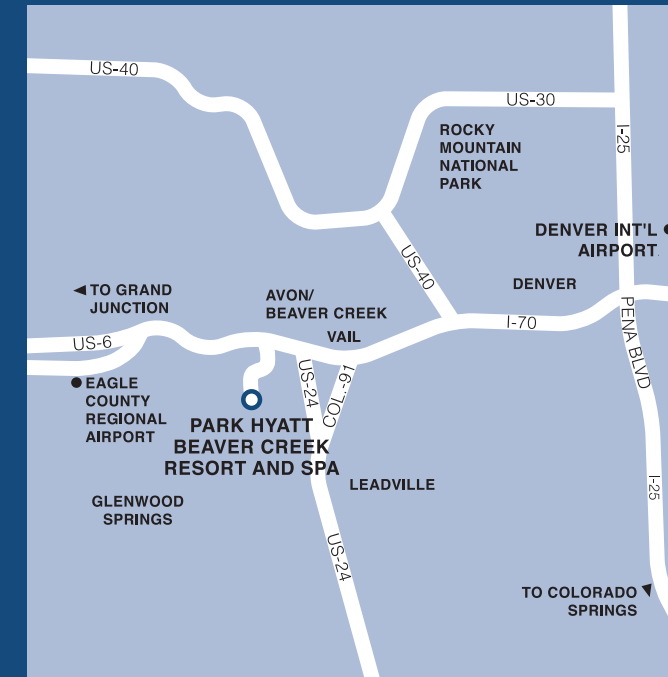 US-40
US-30
I-25
ROCKY
MOUNTAIN
NATIONAL
PARK
DENVER INT'L
AIRPORT
US-40
DENVER
TO GRAND
JUNCTION
AVON/
BEAVER CREEK
VAIL
I-70
PENA BLVD
US-6
EAGLE
COUNTY
REGIONAL
AIRPORT
US-24
COL.-91
PARK HYATT
BEAVER CREEK
RESORT AND SPA
LEADVILLE
I-25
GLENWOOD
SPRINGS
US-24
TO COLORADO
SPRINGS